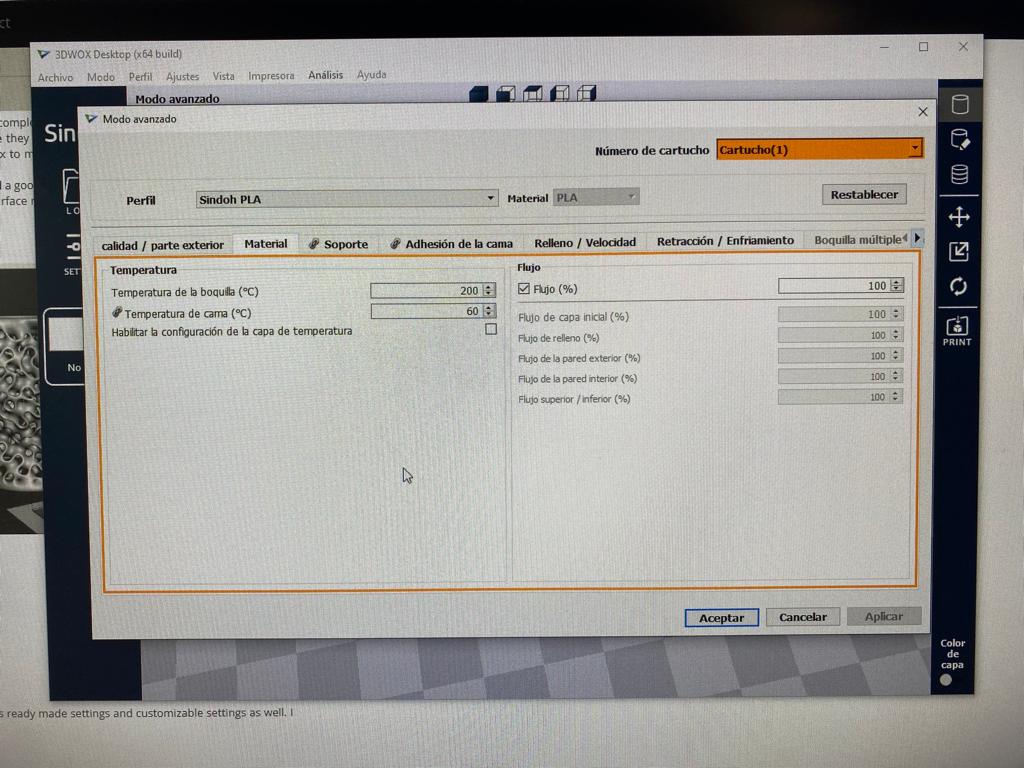 ct
3DWOX Desktop (x64 build)
Archivo Modo Perfil Ajustes Vista Impresora Análisis Ayuda
Modo avanzado
Modo avanzado
they
x to
a goo
rface
Sin
LO
SET
No
Número de cartucho Cartucho(1)
Perfil Sindoh PLA Material PLA Restablecer
calidad / parte exterior Material Soporte Adhesión de la cama Relleno / Velocidad Retracción / Enfriamiento Boquilla múltiple
Temperatura
Temperatura de la boquilla (ºC) 200
Temperatura de cama (ºC) 60
Habilitar la configuración de la capa de temperatura
Flujo
Flujo (%) 100
Flujo de capa inicial (%) 100
Flujo de relleno (%) 100
Flujo de la pared exterior (%) 100
Flujo de la pared interior (%) 100
Flujo superior / inferior (%) 100
Aceptar Cancelar Aplicar
PRINT
Color
de
capa
s ready made settings and customizable settings as well. I